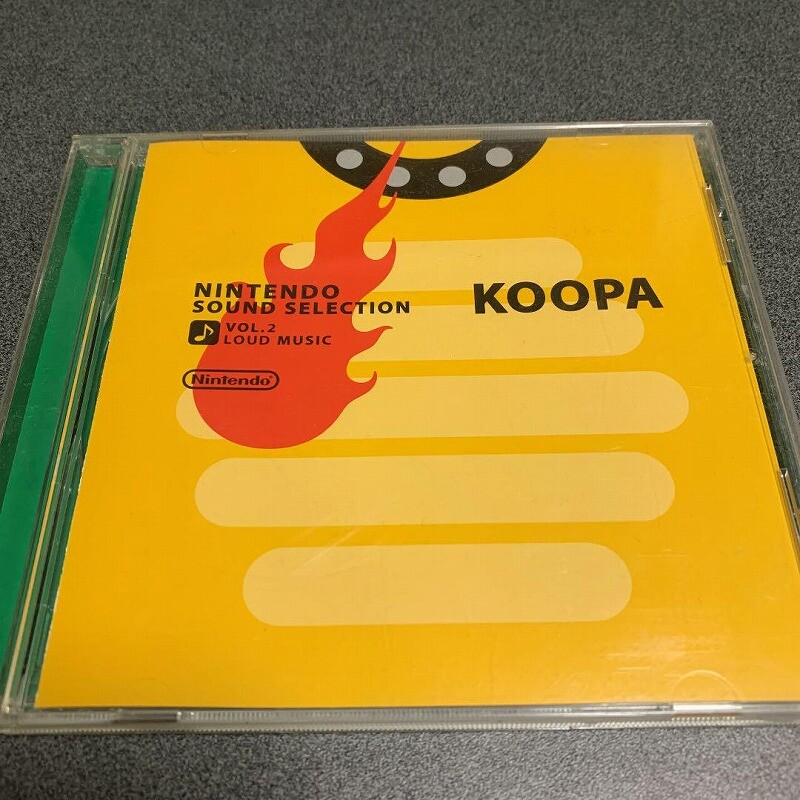 NINTENDO
SOUND SELECTION
VOL.2
LOUD MUSIC
Nintendo®
KOOPA